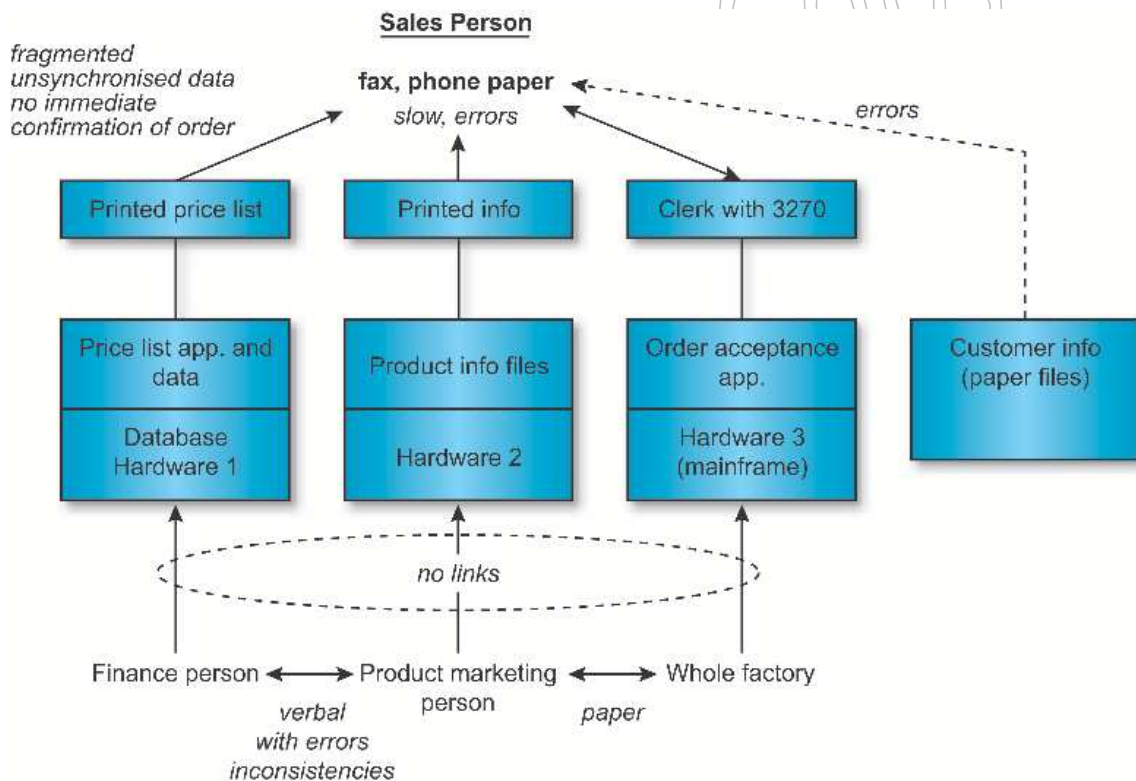 Sales Person
fragmented
unsynchronised data
no immediate
confirmation of order
fax, phone paper
slow, errors
errors
Printed price list
Printed info
Clerk with 3270
Price list app. and
data
Product info files
Order acceptance
app.
Customer info
(paper files)
Database
Hardware 1
Hardware 2
Hardware 3
(mainframe)
no links
Finance person
Product marketing
person
Whole factory
verbal
with errors
inconsistencies
paper